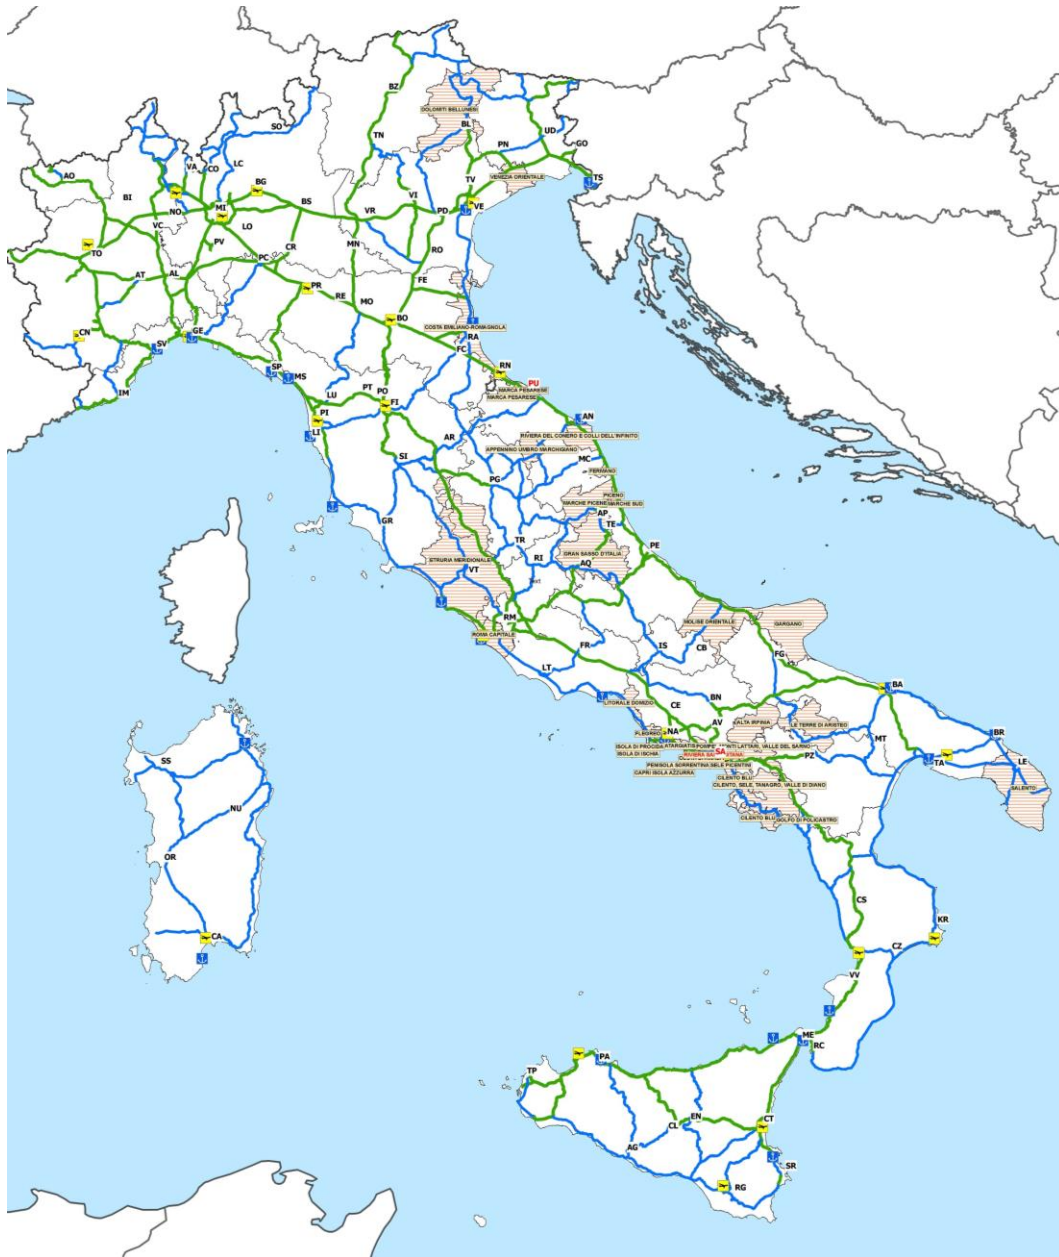 BZ
SO
DOLOMITI BELLUNESI
BL
TN
UD
PN
GO
VA
CO
LC
AO
VENEZIA ORIENTALE
TV
TS
BI
BG
BS
VI
MI
NO
VR
PD
VE
VC
LO
PV
CR
MN
RO
TO
PC
AT
AL
FE
PR
RE
MO
BO
COSTA EMILIANO-ROMAGNOLA
CN
GE
RA
SV
FC
SP
RN
MS
PU
MARCA PESARESE
MARCA PESARESE
IM
LU
PT
PO
PI
FI
AN
LI
AR
RIVIERA DEL CONERO E COLLI DELL'INFINITO
APPENNINO UMBRO MARCHIGIANO
SI
MC
FERMANO
PG
PICENO
MARCHE SUD
AP
GR
TE
TR
PE
ETRURIA MERIDIONALE
RI
GRAN SASSO D'ITALIA
VT
AQ
RM
MOLISE ORIENTALE
GARGANO
ROMA CAPITALE
FR
IS
CB
FG
LT
BA
BN
LITORALE DOMIZIO
CE
AV
ALTA IRPINIA
LE TERRE DI ARISTEO
NA
BR
MT
SA
PZ
ISOLA DI ISCHIA
TA
LE
SS
CAPRI ISOLA AZZURRA
CILENTO, SELE, TANAGRO, VALLE DI DIANO
SALENTO
NU
GOLFO DI POLICASTRO
OR
CS
KR
CA
CZ
VV
ME
RC
PA
TP
CT
EN
CL
AG
SR
RG